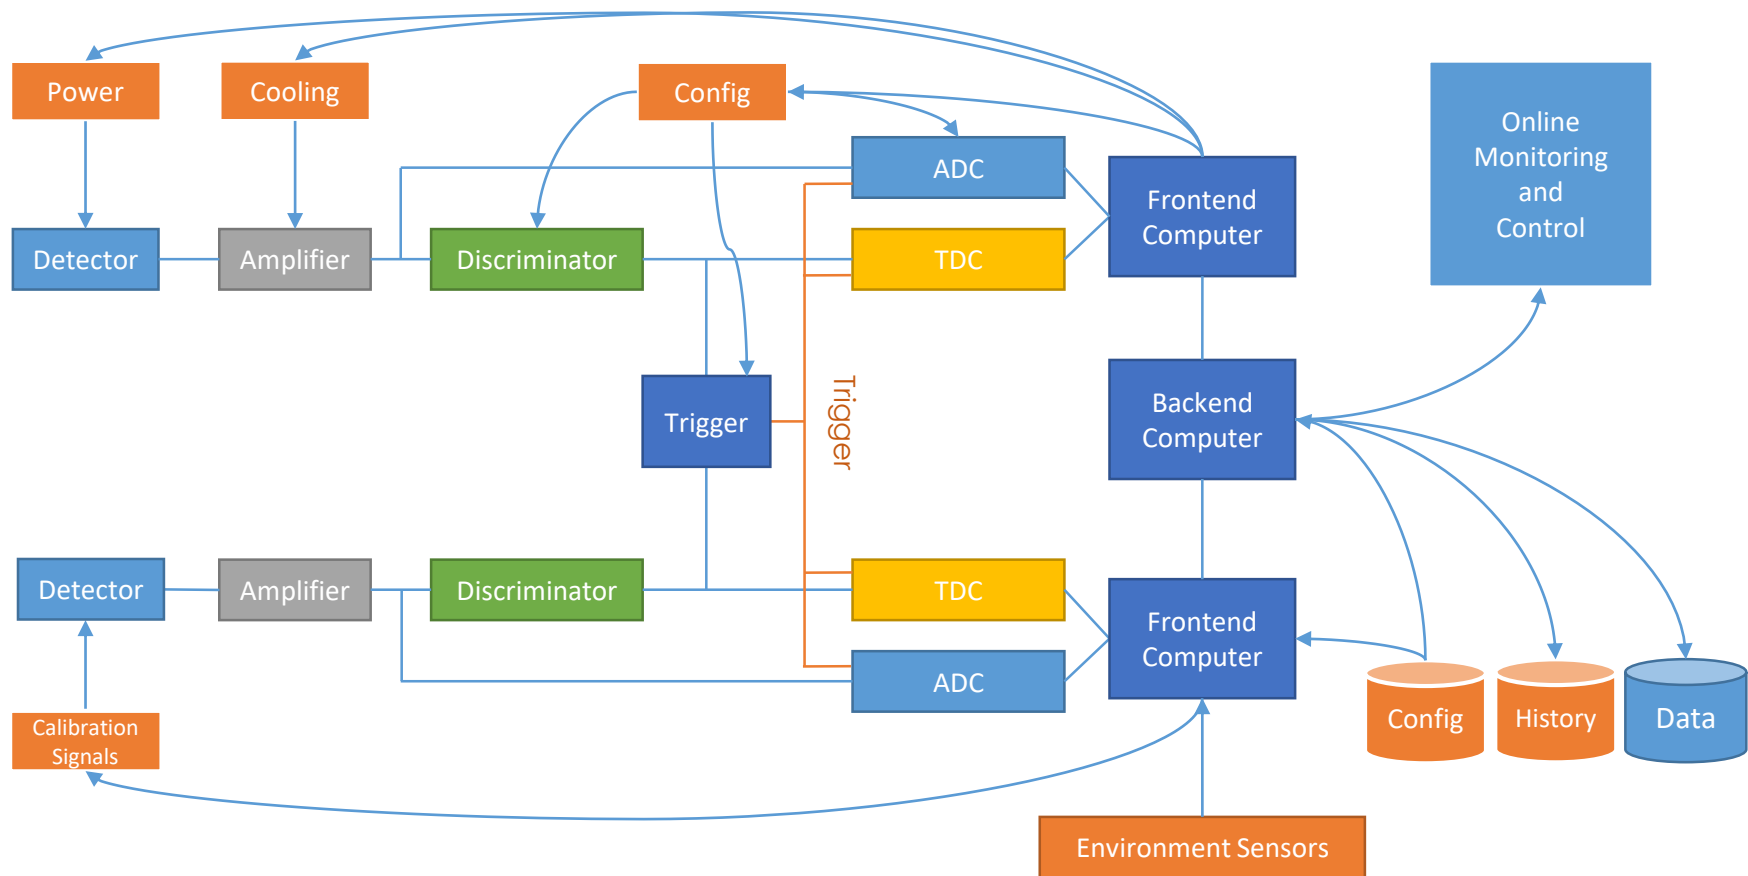 Power
Cooling
Config
Online
Monitoring
and
Control
ADC
Frontend
Computer
Detector
Amplifier
Discriminator
TDC
Trigger
Trigger
Backend
Computer
Detector
Amplifier
Discriminator
TDC
Frontend
Computer
ADC
Calibration
Signals
Config
History
Data
Environment Sensors